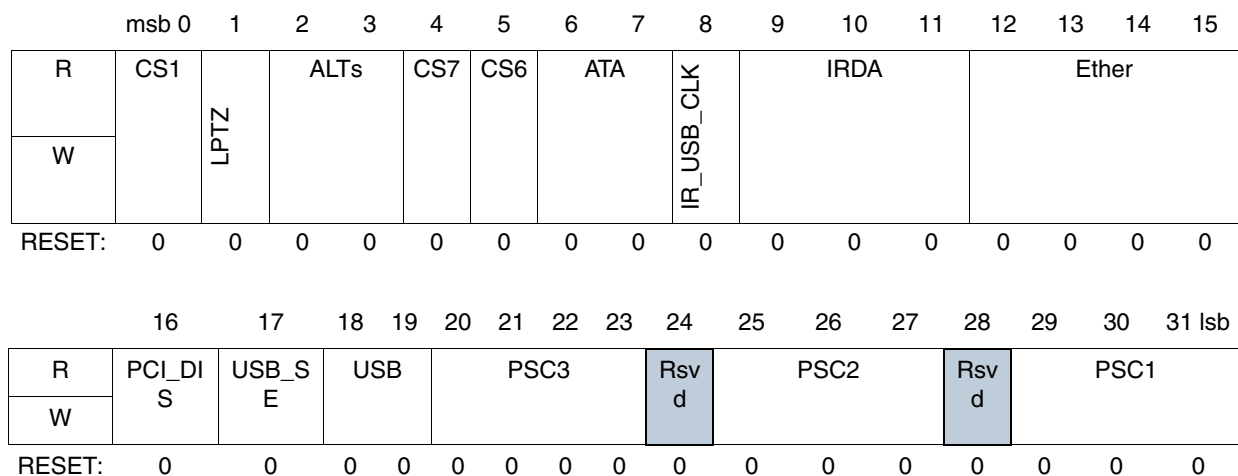 msb 0 1 2 3 4 5 6 7 8 9 10 11 12 13 14 15
R CS1 LPTZ ALTs CS7 CS6 ATA IR_USB_CLK IRDA Ether
W
RESET: 0 0 0 0 0 0 0 0 0 0 0 0 0 0 0 0
16 17 18 19 20 21 22 23 24 25 26 27 28 29 30 31 lsb
R PCI_DI USB_S USB PSC3 Rsv PSC2 Rsv PSC1
S E d d
W
RESET: 0 0 0 0 0 0 0 0 0 0 0 0 0 0 0 0